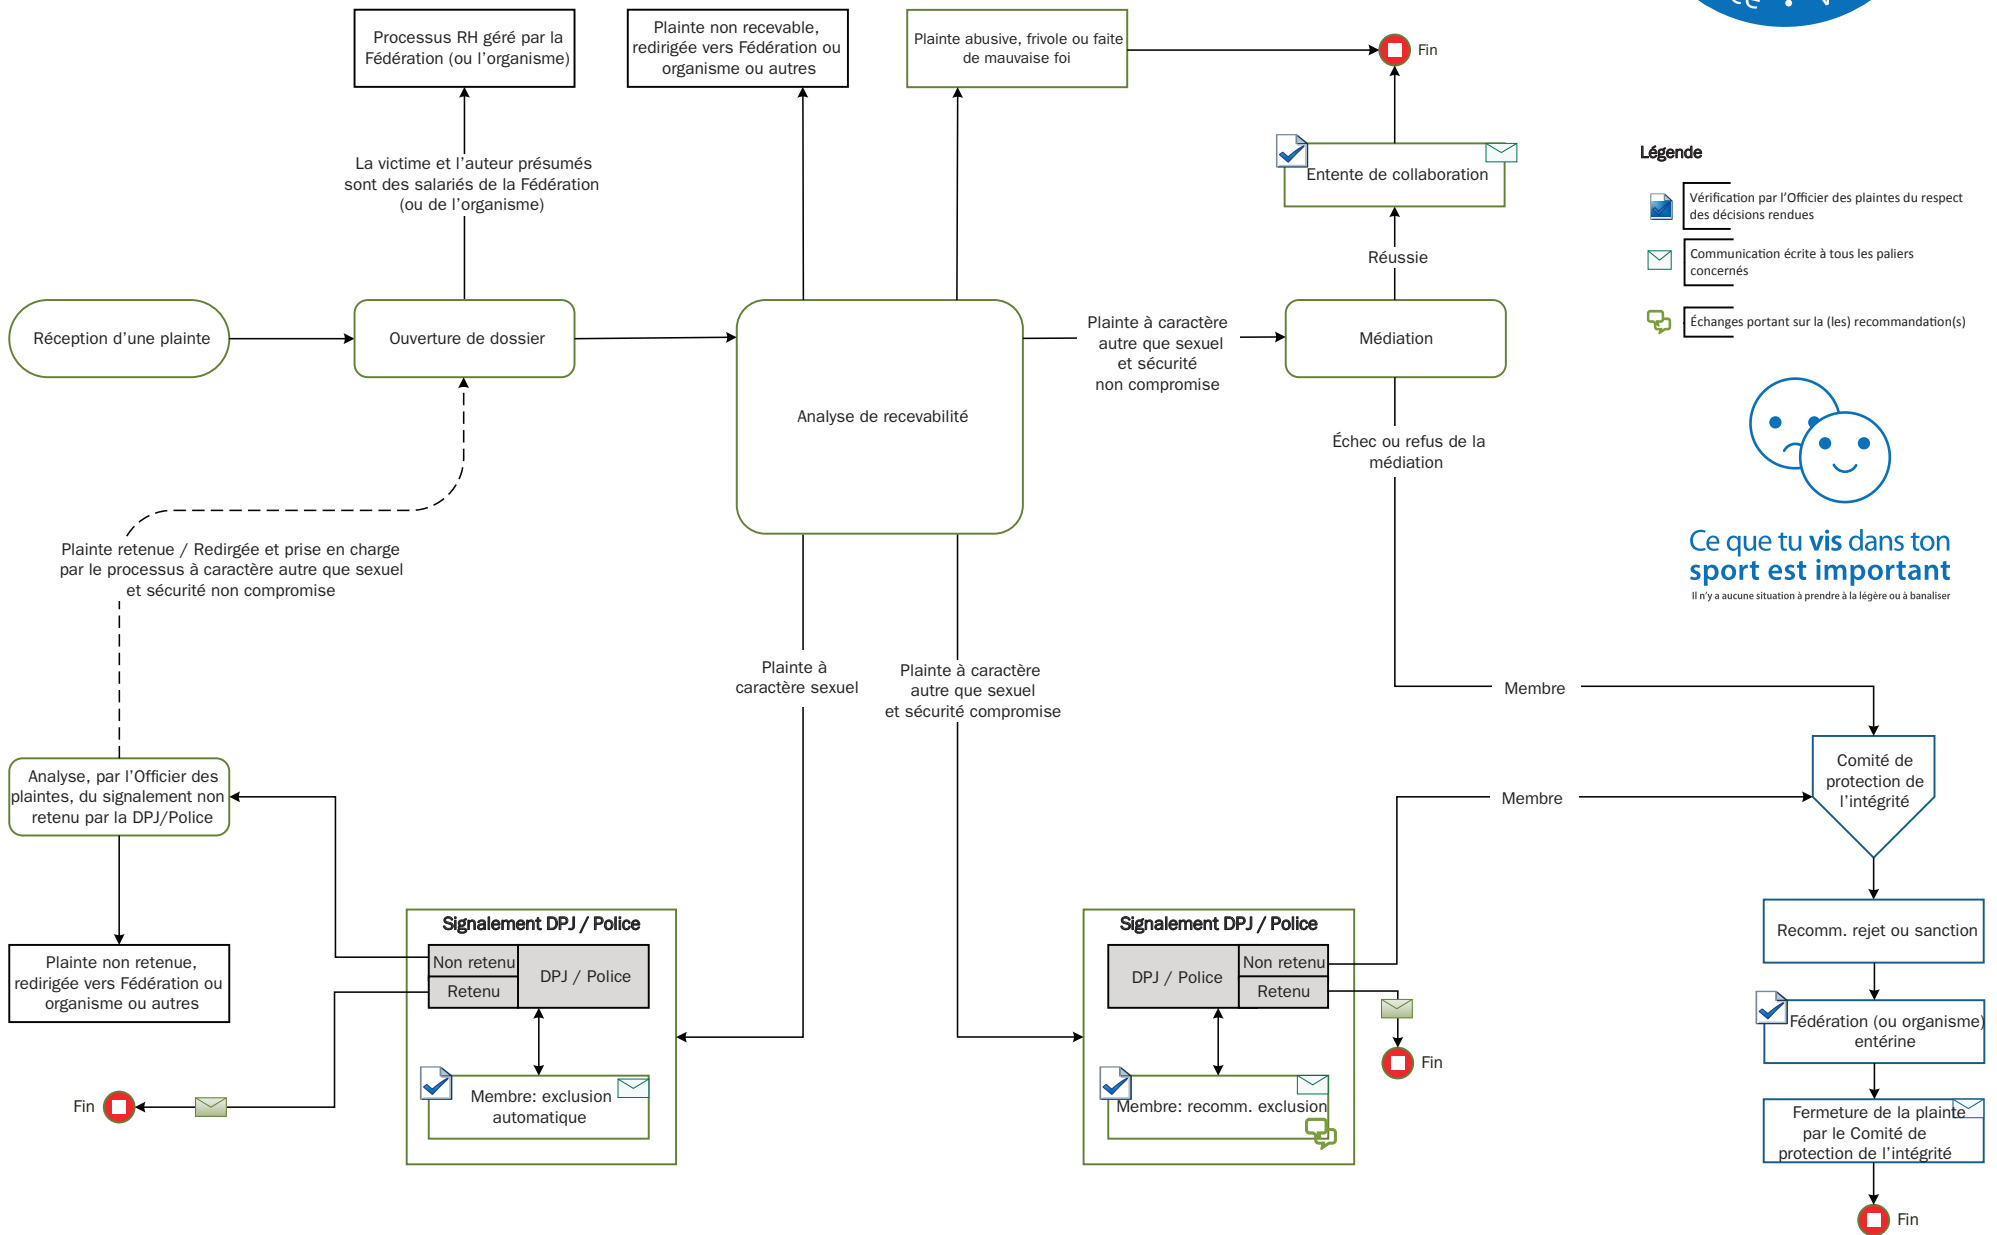 Processus RH géré par la
Fédération (ou l'organisme)
Plainte non recevable,
redirigée vers Fédération ou
organisme ou autres
Plainte abusive, frivole ou faite
de mauvaise foi
Fin
La victime et l'auteur présumés
sont des salariés de la Fédération
(ou de l'organisme)
Entente de collaboration
Légende
Vérification par l'Officier des plaintes du respect
des décisions rendues
Communication écrite à tous les paliers
concernés
Échanges portant sur la (les) recommandation(s)
Réussie
Réception d'une plainte
Ouverture de dossier
Analyse de recevabilité
Plainte à caractère
autre que sexuel
et sécurité
non compromise
Médiation
Échec ou refus de la
médiation
Ce que tu vis dans ton
sport est important
Il n'y a aucune situation à prendre à la légère ou à banaliser
Plainte retenue / Redirgée et prise en charge
par le processus à caractère autre que sexuel
et sécurité non compromise
Plainte à
caractère sexuel
Plainte à caractère
autre que sexuel
et sécurité compromise
Membre
Comité de
protection de
l'intégrité
Membre
Analyse, par l'Officier des
plaintes, du signalement non
retenu par la DPJ/Police
Plainte non retenue,
redirigée vers Fédération ou
organisme ou autres
Signalement DPJ / Police
Non retenu
Retenu
DPJ / Police
Membre: exclusion
automatique
Fin
Signalement DPJ / Police
DPJ / Police
Non retenu
Retenu
Membre: recomm. exclusion
Fin
Recomm. rejet ou sanction
Fédération (ou organisme)
entérine
Fermeture de la plainte
par le Comité de
protection de l'intégrité
Fin